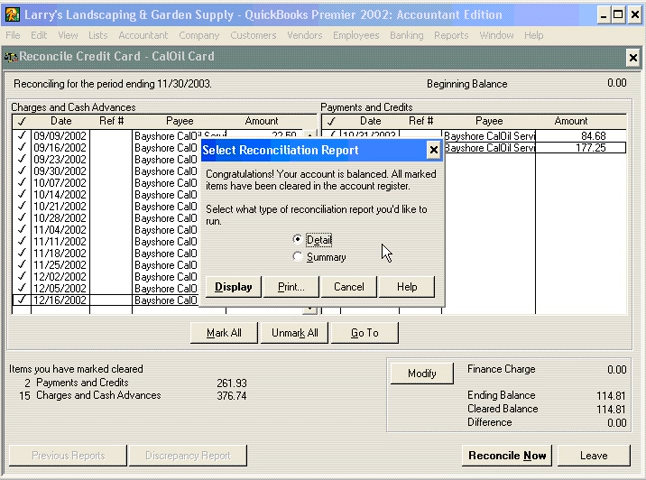 Larry's Landscaping & Garden Supply - QuickBooks Premier 2002: Accountant Edition
File Edit View Lists Accountant Company Customers Vendors Employees Banking Reports Window Help
Reconcile Credit Card - CalOil Card
Reconciling for the period ending 11/30/2003. Beginning Balance 0.00
Charges and Cash Advances Payments and Credits
✓ Date Ref # Payee Amount ✓ Date Ref # Payee Amount
✓ 09/09/2002 Bayshore CalOil Servi 22.50 10/31/2003 Bayshore CalOil Servi 84.68
✓ 09/16/2002 Bayshore CalO Bayshore CalOil Servi 177.25
✓ 09/23/2002 Bayshore CalO
✓ 09/30/2002 Bayshore CalO
✓ 10/07/2002 Bayshore CalO
✓ 10/14/2002 Bayshore CalO
✓ 10/21/2002 Bayshore CalO
✓ 10/28/2002 Bayshore CalO
✓ 11/04/2002 Bayshore CalO
✓ 11/11/2002 Bayshore CalO
✓ 11/18/2002 Bayshore CalO
✓ 11/25/2002 Bayshore CalO
✓ 12/02/2002 Bayshore CalO
✓ 12/05/2002 Bayshore CalO
✓ 12/16/2002 Bayshore CalO
Select Reconciliation Report
Congratulations! Your account is balanced. All marked
items have been cleared in the account register.
Select what type of reconciliation report you'd like to
run.
Detail
Summary
Display Print... Cancel Help
Mark All Unmark All Go To
Items you have marked cleared
2 Payments and Credits 261.93
15 Charges and Cash Advances 376.74
Modify Finance Charge 0.00
Ending Balance 114.81
Cleared Balance 114.81
Difference 0.00
Previous Reports Discrepancy Report Reconcile Now Leave